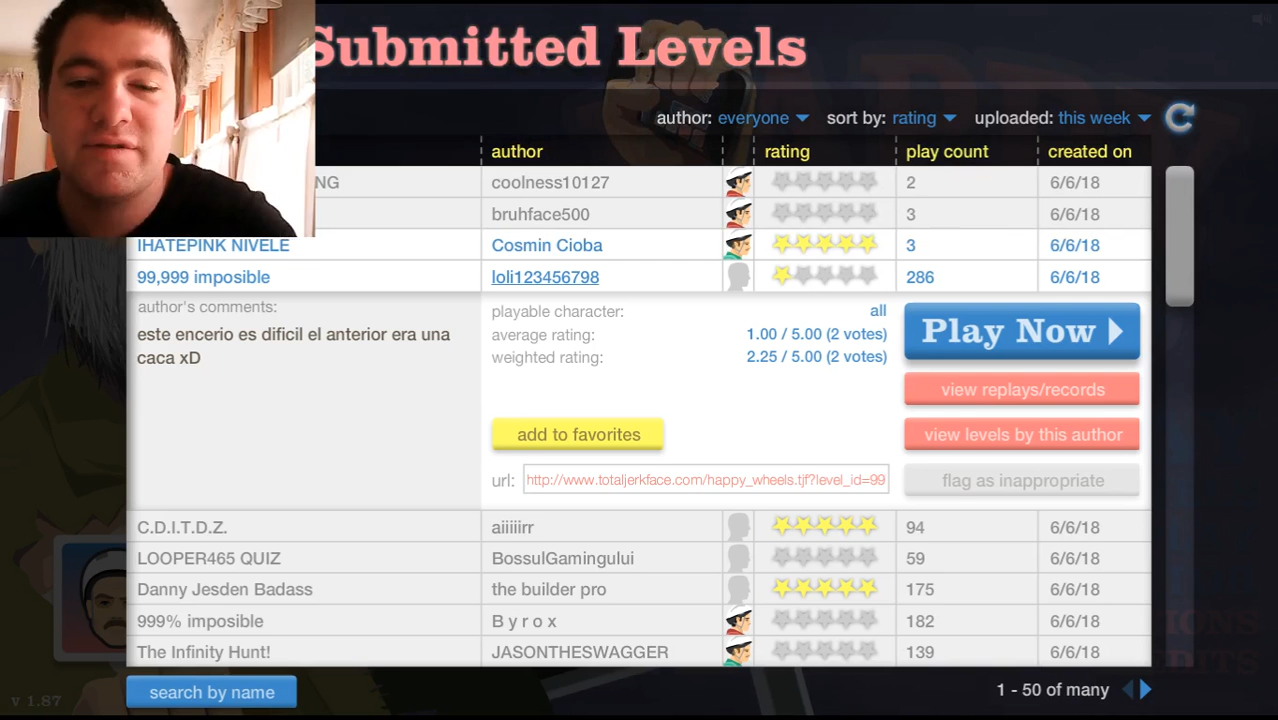 Submitted Levels
author: everyone sort by: rating uploaded: this week
author rating play count created on
NG coolness10127 2 6/6/18
bruhface500 3 6/6/18
IHATEPINK NIVELE Cosmin Cioba 3 6/6/18
99,999 imposible loli123456798 286 6/6/18
author's comments:
este encerio es dificil el anterior era una
caca xD
playable character: all
average rating: 1.00 / 5.00 (2 votes)
weighted rating: 2.25 / 5.00 (2 votes)
add to favorites
url: http://www.totaljerkface.com/happy_wheels.tjf?level_id=99
Play Now
view replays/records
view levels by this author
flag as inappropriate
C.D.I.T.D.Z. aiiiiirr 94 6/6/18
LOOPER465 QUIZ BossulGamingului 59 6/6/18
Danny Jesden Badass the builder pro 175 6/6/18
999% imposible B y r o x 182 6/6/18
The Infinity Hunt! JASONTHESWAGGER 139 6/6/18
v 1.87 search by name 1 - 50 of many